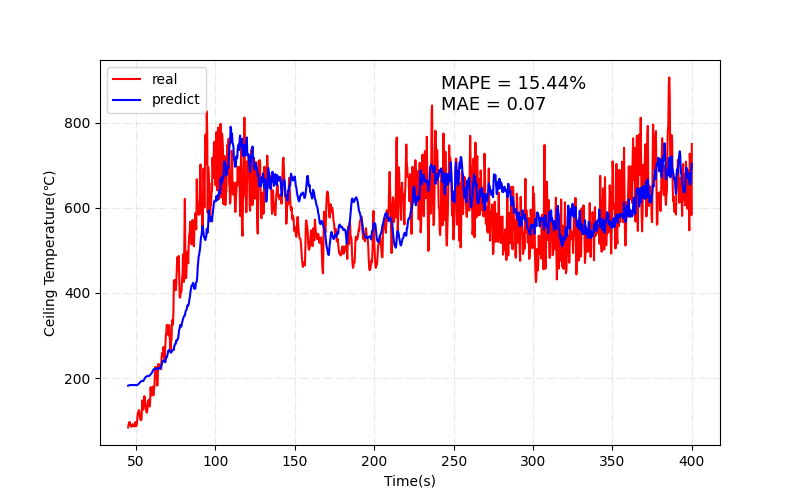 real
predict
MAPE = 15.44%
MAE = 0.07
800
600
400
200
Ceiling Temperature(℃)
50 100 150 200 250 300 350 400
Time(s)